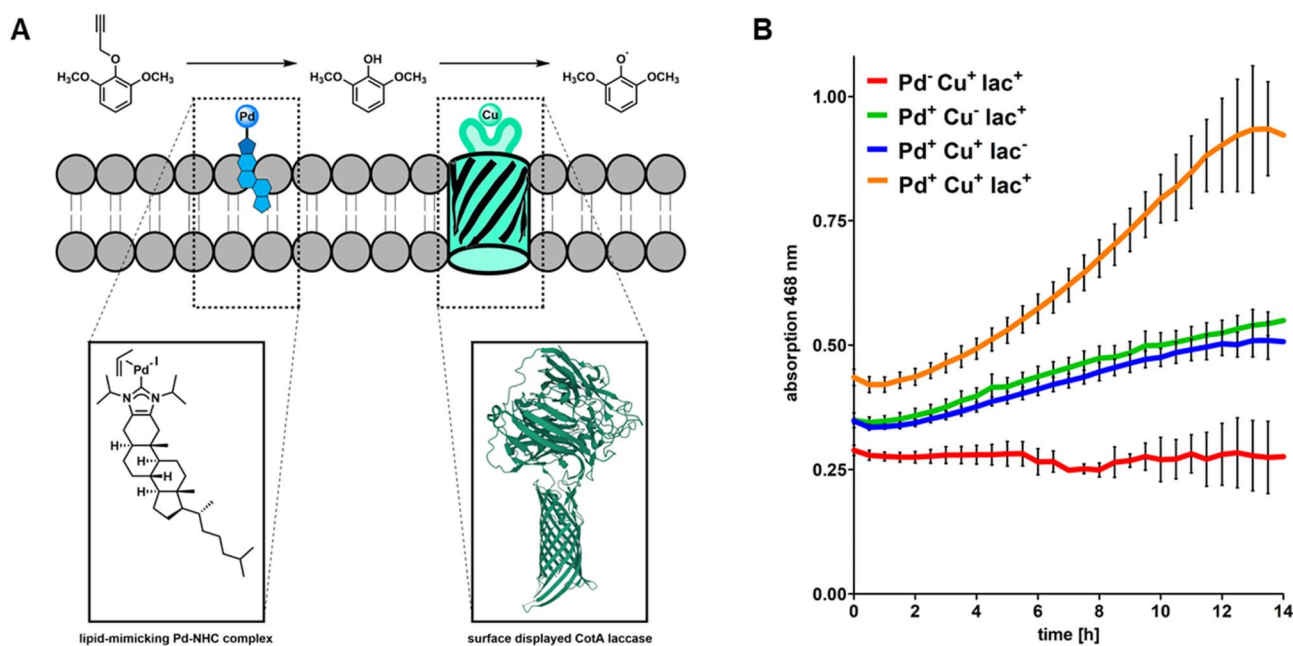 A
H₃CO
O
OCH₃
H₃CO
OH
OCH₃
H₃CO
O•
OCH₃
Pd
Cu
Pd I
N N
H
H
H
H
lipid-mimicking Pd-NHC complex
surface displayed CotA laccase
B
Pd⁻ Cu⁺ lac⁺
Pd⁺ Cu⁻ lac⁺
Pd⁺ Cu⁺ lac⁻
Pd⁺ Cu⁺ lac⁺
absorption 468 nm
1.00
0.75
0.50
0.25
0.00
0 2 4 6 8 10 12 14
time [h]